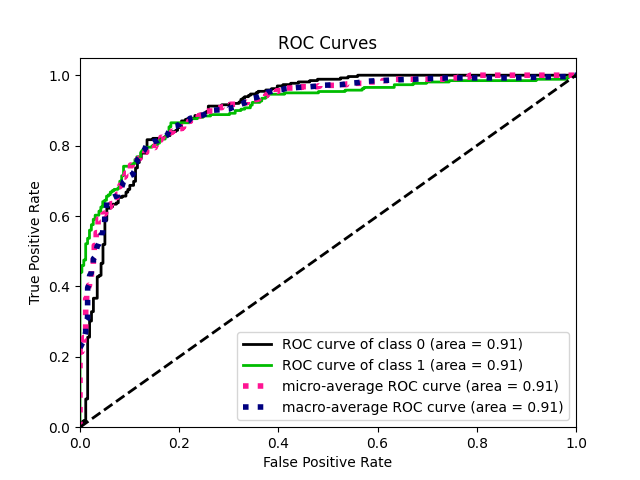 ROC Curves
True Positive Rate
1.0
0.8
0.6
0.4
0.2
0.0
ROC curve of class 0 (area = 0.91)
ROC curve of class 1 (area = 0.91)
micro-average ROC curve (area = 0.91)
macro-average ROC curve (area = 0.91)
0.0 0.2 0.4 0.6 0.8 1.0
False Positive Rate